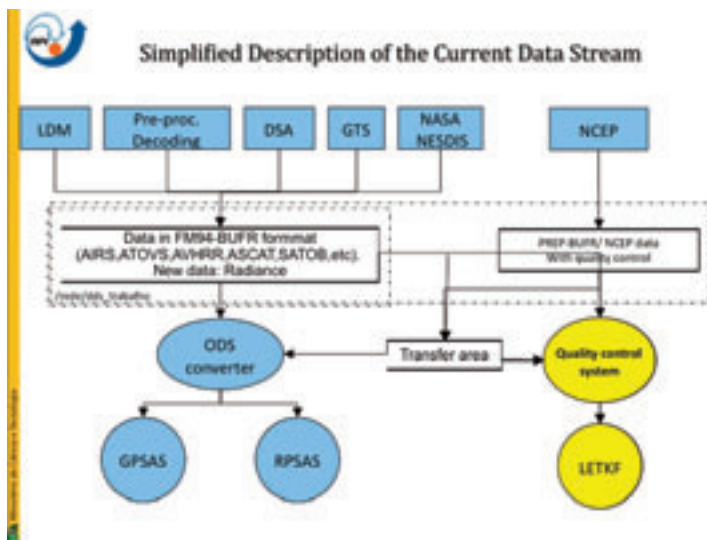 Simplified Description of the Current Data Stream
LDM
Pre-proc.
Decoding
DSA
GTS
NASA
NESDIS
NCEP
Data in FM94-BUFR formmat
(AIRS,ATOVS,AVHRR,ASCAT,SATOB,etc).
New data: Radiance
PREP-BUFR/ NCEP data
With quality control
ODS
converter
Transfer area
Quality control
system
GPSAS
RPSAS
LETKF